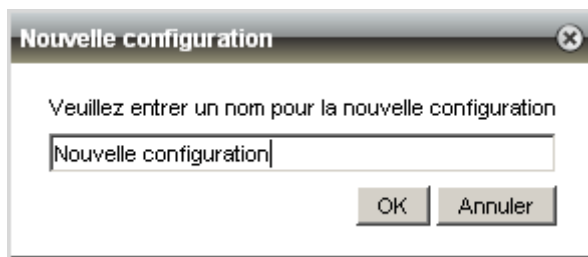 Nouvelle configuration
Veuillez entrer un nom pour la nouvelle configuration
Nouvelle configuration
OK Annuler